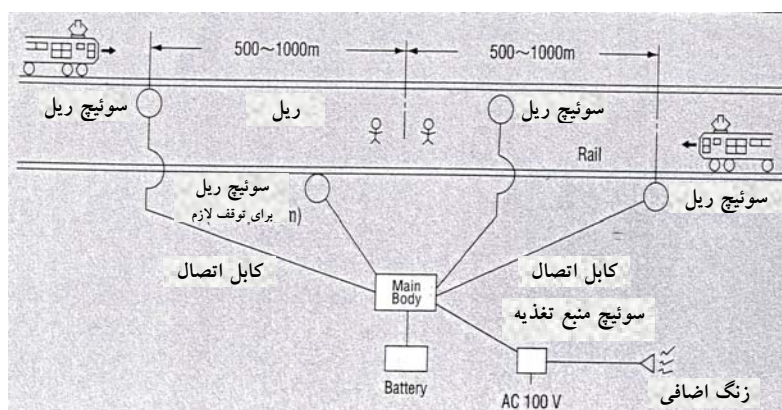 500～1000m
500～1000m
سوئیچ ریل
ریل
سوئیچ ریل
Rail
سوئیچ ریل
برای توقف لازم
n)
سوئیچ ریل
کابل اتصال
کابل اتصال
Main
Body
سوئیچ منبع تغذیه
Battery
AC 100 V
زنگ اضافی